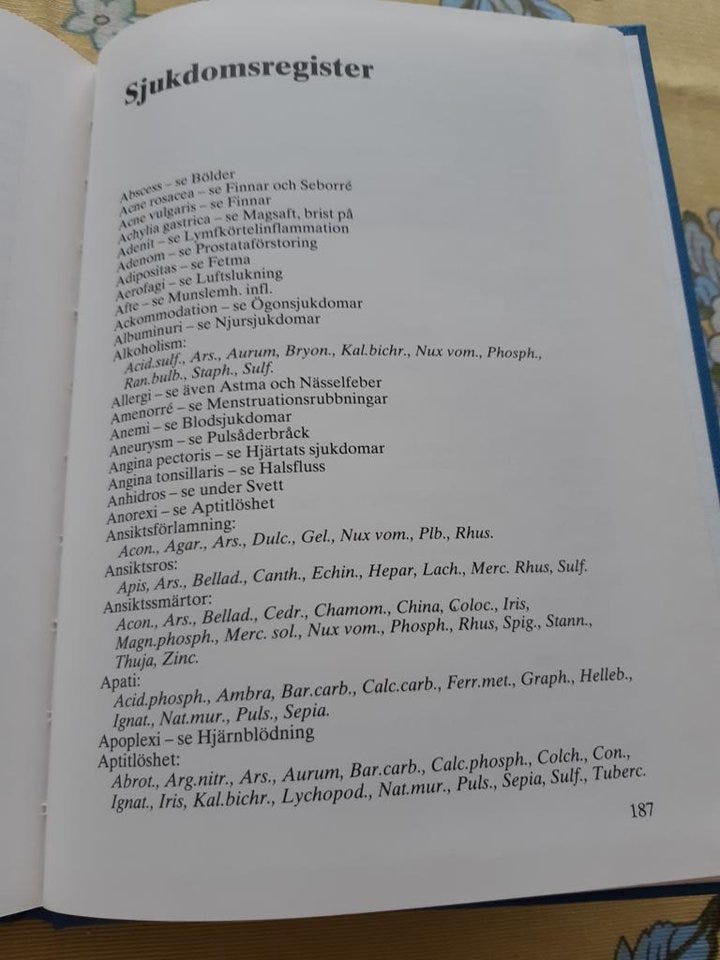 Sjukdomsregister
Abscess – se Bölder
Acne rosacea – se Finnar och Seborré
Acne vulgaris – se Finnar
Achylia gastrica – se Magsaft, brist på
Adenit – se Lymfkörtelinflammation
Adenom – se Prostataförstoring
Adipositas – se Fetma
Aerofagi – se Luftslukning
Afte – se Munslemh. infl.
Ackommodation – se Ögonsjukdomar
Albuminuri – se Njursjukdomar
Alkoholism:
Acid.sulf., Ars., Aurum, Bryon., Kal.bichr., Nux vom., Phosph.,
Ran.bulb., Staph., Sulf.
Allergi – se även Astma och Nässelfeber
Amenorré – se Menstruationsrubbningar
Anemi – se Blodsjukdomar
Aneurysm – se Pulsåderbråck
Angina pectoris – se Hjärtats sjukdomar
Angina tonsillaris – se Halsfluss
Anhidros – se under Svett
Anorexi – se Aptitlöshet
Ansiktsförlamning:
Acon., Agar., Ars., Dulc., Gel., Nux vom., Plb., Rhus.
Ansiktsros:
Apis, Ars., Bellad., Canth., Echin., Hepar, Lach., Merc. Rhus, Sulf.
Ansiktssmärtor:
Acon., Ars., Bellad., Cedr., Chamom., China, Coloc., Iris,
Magn.phosph., Merc. sol., Nux vom., Phosph., Rhus, Spig., Stann.,
Thuja, Zinc.
Apati:
Acid.phosph., Ambra, Bar.carb., Calc.carb., Ferr.met., Graph., Helleb.,
Ignat., Nat.mur., Puls., Sepia.
Apoplexi – se Hjärnblödning
Aptitlöshet:
Abrot., Arg.nitr., Ars., Aurum, Bar.carb., Calc.phosph., Colch., Con.,
Ignat., Iris, Kal.bichr., Lychopod., Nat.mur., Puls., Sepia, Sulf., Tuberc.
187